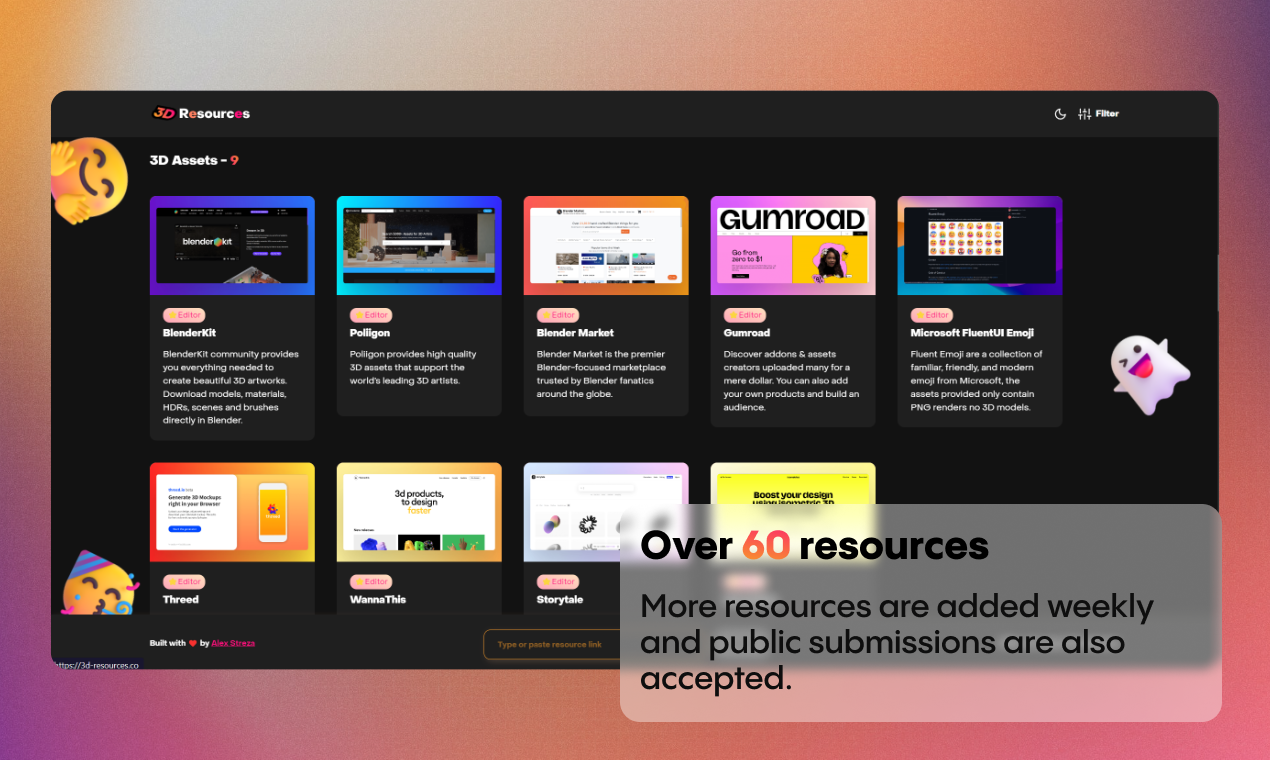 3D Resources
Filter
3D Assets - 9
blenderkit
GUMROAD
Go from
zero to $1
Editor
Editor
Editor
Editor
Editor
BlenderKit
Poliigon
Blender Market
Gumroad
Microsoft FluentUI Emoji
BlenderKit community provides
you everything needed to
create beautiful 3D artworks.
Download models, materials,
HDRs, scenes and brushes
directly in Blender.
Poliigon provides high quality
3D assets that support the
world's leading 3D artists.
Blender Market is the premier
Blender-focused marketplace
trusted by Blender fanatics
around the globe.
Discover addons & assets
creators uploaded many for a
mere dollar. You can also add
your own products and build an
audience.
Fluent Emoji are a collection of
familiar, friendly, and modern
emoji from Microsoft, the
assets provided only contain
PNG renders no 3D models.
Generate 3D Mockups
right in your Browser
3d products,
to design
faster
Boost your design
using isometric 3D
Editor
Editor
Editor
Threed
WannaThis
Storytale
Over 60 resources
More resources are added weekly
and public submissions are also
accepted.
Built with ❤ by Alex Streza
Type or paste resource link
https://3d-resources.co